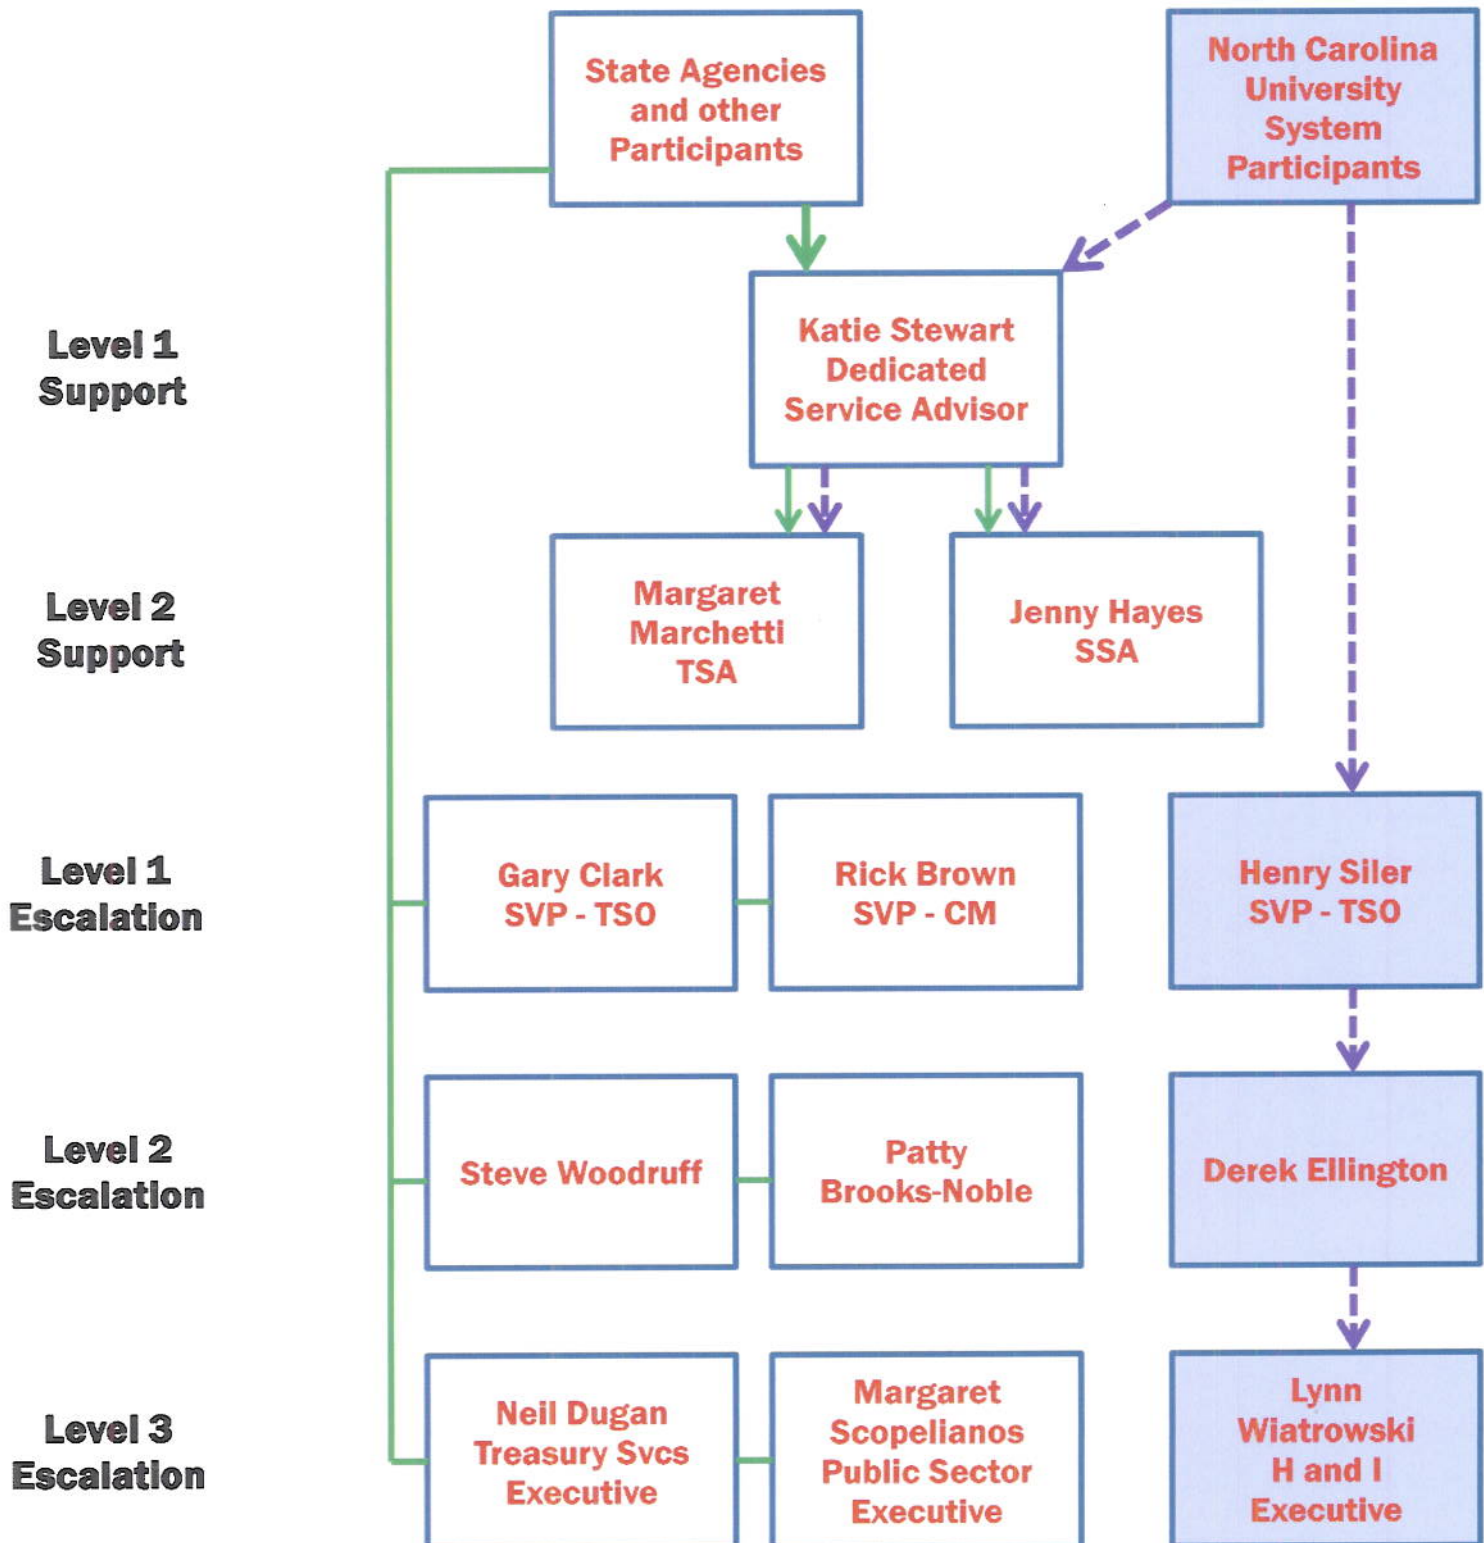 State Agencies
and other
Participants
North Carolina
University
System
Participants
Level 1
Support
Katie Stewart
Dedicated
Service Advisor
Level 2
Support
Margaret
Marchetti
TSA
Jenny Hayes
SSA
Level 1
Escalation
Gary Clark
SVP - TSO
Rick Brown
SVP - CM
Henry Siler
SVP - TSO
Level 2
Escalation
Steve Woodruff
Patty
Brooks-Noble
Derek Ellington
Level 3
Escalation
Neil Dugan
Treasury Svcs
Executive
Margaret
Scopelianos
Public Sector
Executive
Lynn
Wiatrowski
H and I
Executive